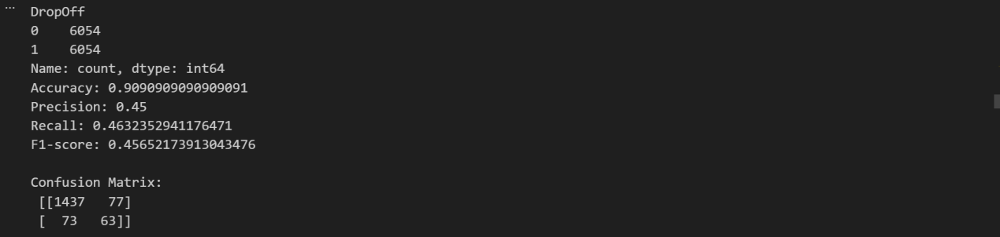 ...
DropOff
0    6054
1    6054
Name: count, dtype: int64
Accuracy: 0.9090909090909091
Precision: 0.45
Recall: 0.4632352941176471
F1-score: 0.45652173913043476
Confusion Matrix:
[[1437   77]
[  73   63]]